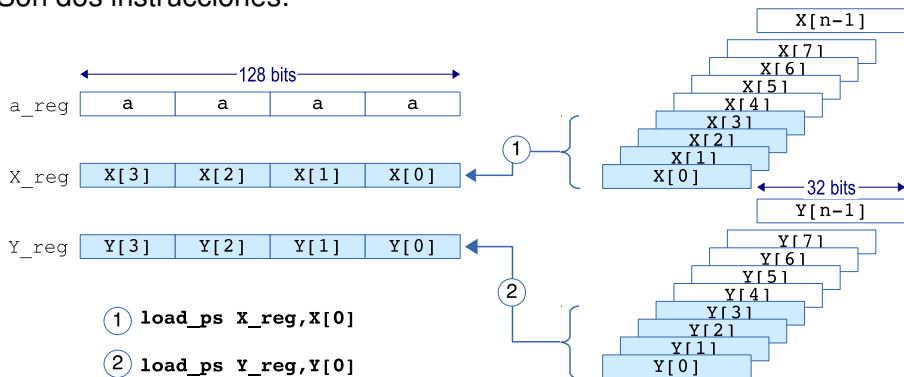 Son dos instrucciones:
X[n-1]
X[7]
X[6]
X[5]
X[4]
X[3]
X[2]
X[1]
X[0]
128 bits
a_reg a a a a
1
X_reg X[3] X[2] X[1] X[0]
32 bits
Y[n-1]
Y_reg Y[3] Y[2] Y[1] Y[0]
Y[7]
Y[6]
Y[5]
Y[4]
Y[3]
Y[2]
Y[1]
Y[0]
2
1 load_ps X_reg,X[0]
2 load_ps Y_reg,Y[0]